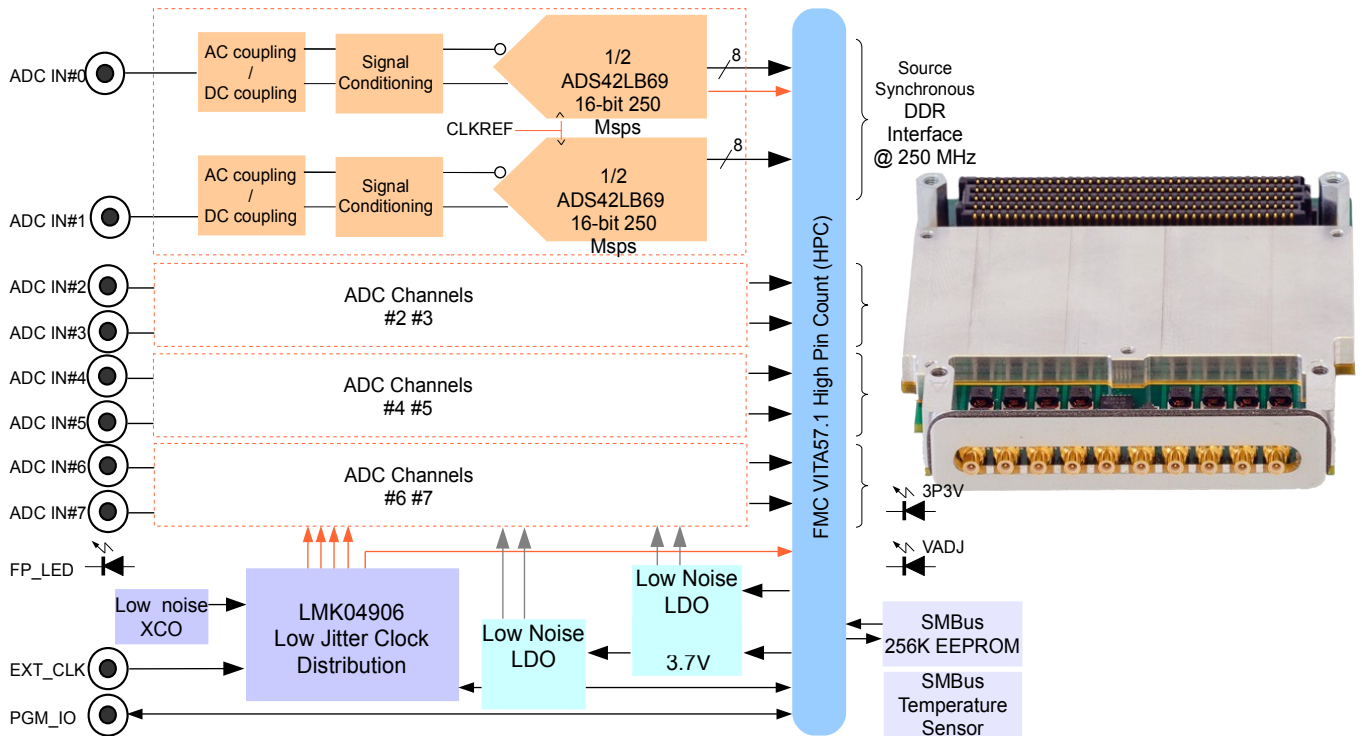 ADC IN#0
AC coupling
/
DC coupling
Signal
Conditioning
1/2
ADS42LB69
16-bit 250
Msps
8
CLKREF
ADC IN#1
AC coupling
/
DC coupling
Signal
Conditioning
1/2
ADS42LB69
16-bit 250
Msps
8
Source
Synchronous
DDR
Interface
@ 250 MHz
FMC VITA57.1 High Pin Count (HPC)
ADC IN#2
ADC IN#3
ADC Channels
#2 #3
ADC IN#4
ADC IN#5
ADC Channels
#4 #5
ADC IN#6
ADC IN#7
ADC Channels
#6 #7
3P3V
VADJ
FP_LED
Low noise
XCO
LMK04906
Low Jitter Clock
Distribution
Low Noise
LDO
Low Noise
LDO
3.7V
EXT_CLK
PGM_IO
SMBus
256K EEPROM
SMBus
Temperature
Sensor